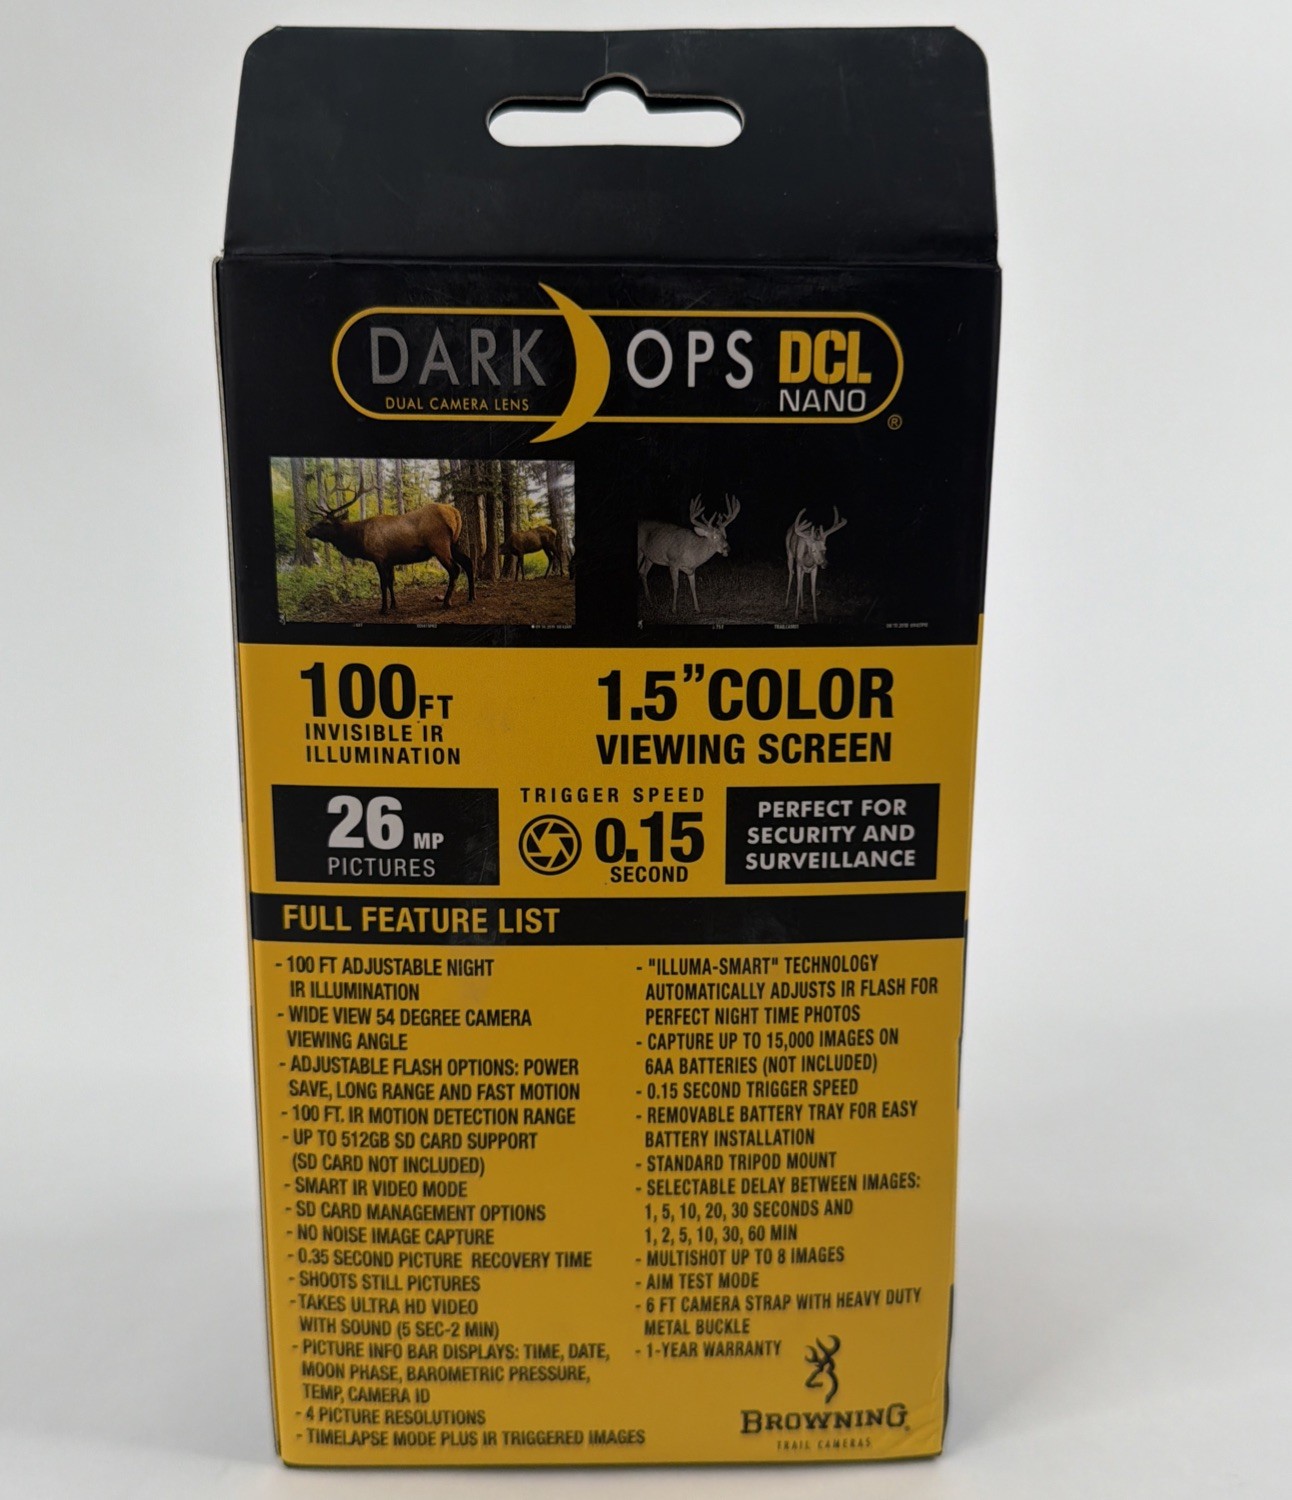 DARK OPS DCL
DUAL CAMERA LENS
NANO
®
100FT
INVISIBLE IR
ILLUMINATION
1.5”COLOR
VIEWING SCREEN
26 MP
PICTURES
TRIGGER SPEED
0.15
SECOND
PERFECT FOR
SECURITY AND
SURVEILLANCE
FULL FEATURE LIST
- 100 FT ADJUSTABLE NIGHT
IR ILLUMINATION
- WIDE VIEW 54 DEGREE CAMERA
VIEWING ANGLE
- ADJUSTABLE FLASH OPTIONS: POWER
SAVE, LONG RANGE AND FAST MOTION
- 100 FT. IR MOTION DETECTION RANGE
- UP TO 512GB SD CARD SUPPORT
(SD CARD NOT INCLUDED)
- SMART IR VIDEO MODE
- SD CARD MANAGEMENT OPTIONS
- NO NOISE IMAGE CAPTURE
- 0.35 SECOND PICTURE RECOVERY TIME
- SHOOTS STILL PICTURES
- TAKES ULTRA HD VIDEO
WITH SOUND (5 SEC-2 MIN)
- PICTURE INFO BAR DISPLAYS: TIME, DATE,
MOON PHASE, BAROMETRIC PRESSURE,
TEMP, CAMERA ID
- 4 PICTURE RESOLUTIONS
- TIMELAPSE MODE PLUS IR TRIGGERED IMAGES
- "ILLUMA-SMART" TECHNOLOGY
AUTOMATICALLY ADJUSTS IR FLASH FOR
PERFECT NIGHT TIME PHOTOS
- CAPTURE UP TO 15,000 IMAGES ON
6AA BATTERIES (NOT INCLUDED)
- 0.15 SECOND TRIGGER SPEED
- REMOVABLE BATTERY TRAY FOR EASY
BATTERY INSTALLATION
- STANDARD TRIPOD MOUNT
- SELECTABLE DELAY BETWEEN IMAGES:
1, 5, 10, 20, 30 SECONDS AND
1, 2, 5, 10, 30, 60 MIN
- MULTISHOT UP TO 8 IMAGES
- AIM TEST MODE
- 6 FT CAMERA STRAP WITH HEAVY DUTY
METAL BUCKLE
- 1-YEAR WARRANTY
BROWNING
TRAIL CAMERAS